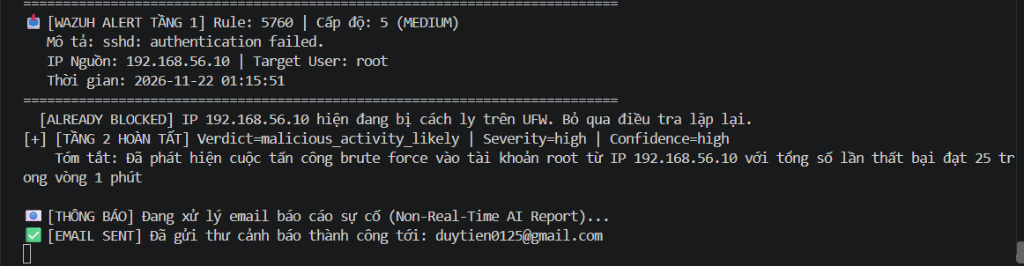 ==========================================================================
[WAZUH ALERT TẦNG 1] Rule: 5760 | Cấp độ: 5 (MEDIUM)
Mô tả: sshd: authentication failed.
IP Nguồn: 192.168.56.10 | Target User: root
Thời gian: 2026-11-22 01:15:51
==========================================================================
[ALREADY BLOCKED] IP 192.168.56.10 hiện đang bị cách ly trên UFW. Bỏ qua điều tra lặp lại.
[+] [TẦNG 2 HOÀN TẤT] Verdict=malicious_activity_likely | Severity=high | Confidence=high
Tóm tắt: Đã phát hiện cuộc tấn công brute force vào tài khoản root từ IP 192.168.56.10 với tổng số lần thất bại đạt 25 tr
ong vòng 1 phút
[THÔNG BÁO] Đang xử lý email báo cáo sự cố (Non-Real-Time AI Report)...
[EMAIL SENT] Đã gửi thư cảnh báo thành công tới: duytien0125@gmail.com